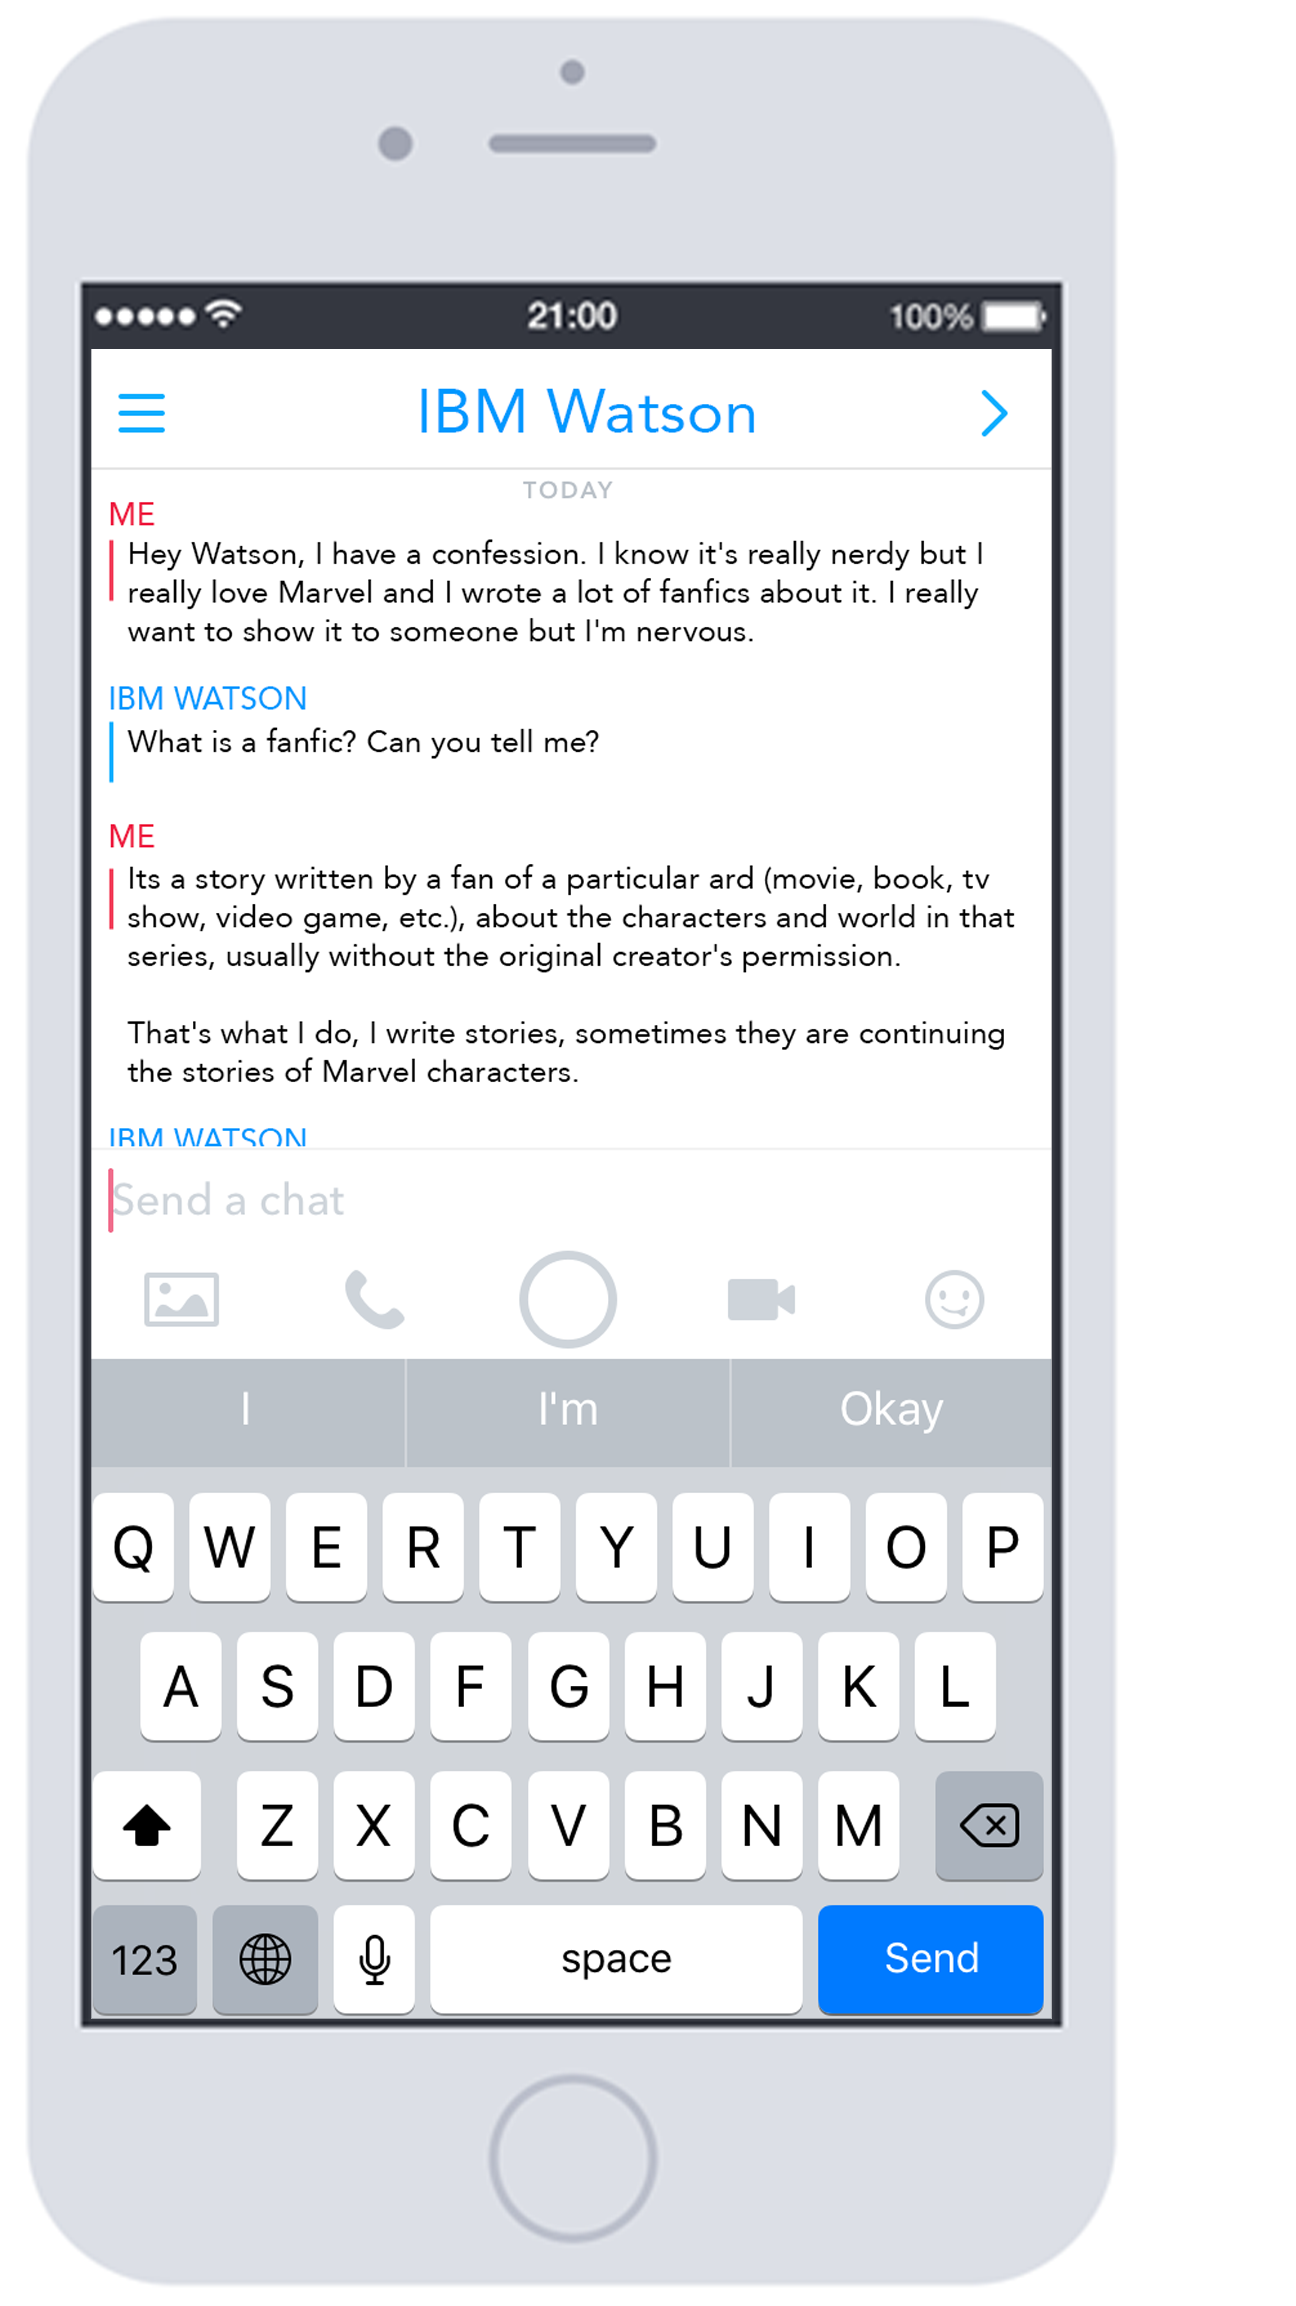 21:00
100%
IBM Watson
TODAY
ME
Hey Watson, I have a confession. I know it's really nerdy but I
really love Marvel and I wrote a lot of fanfics about it. I really
want to show it to someone but I'm nervous.
IBM WATSON
What is a fanfic? Can you tell me?
ME
Its a story written by a fan of a particular ard (movie, book, tv
show, video game, etc.), about the characters and world in that
series, usually without the original creator's permission.
That's what I do, I write stories, sometimes they are continuing
the stories of Marvel characters.
IBM WATSON
Send a chat
I I'm Okay
Q W E R T Y U I O P
A S D F G H J K L
Z X C V B N M
123 space Send